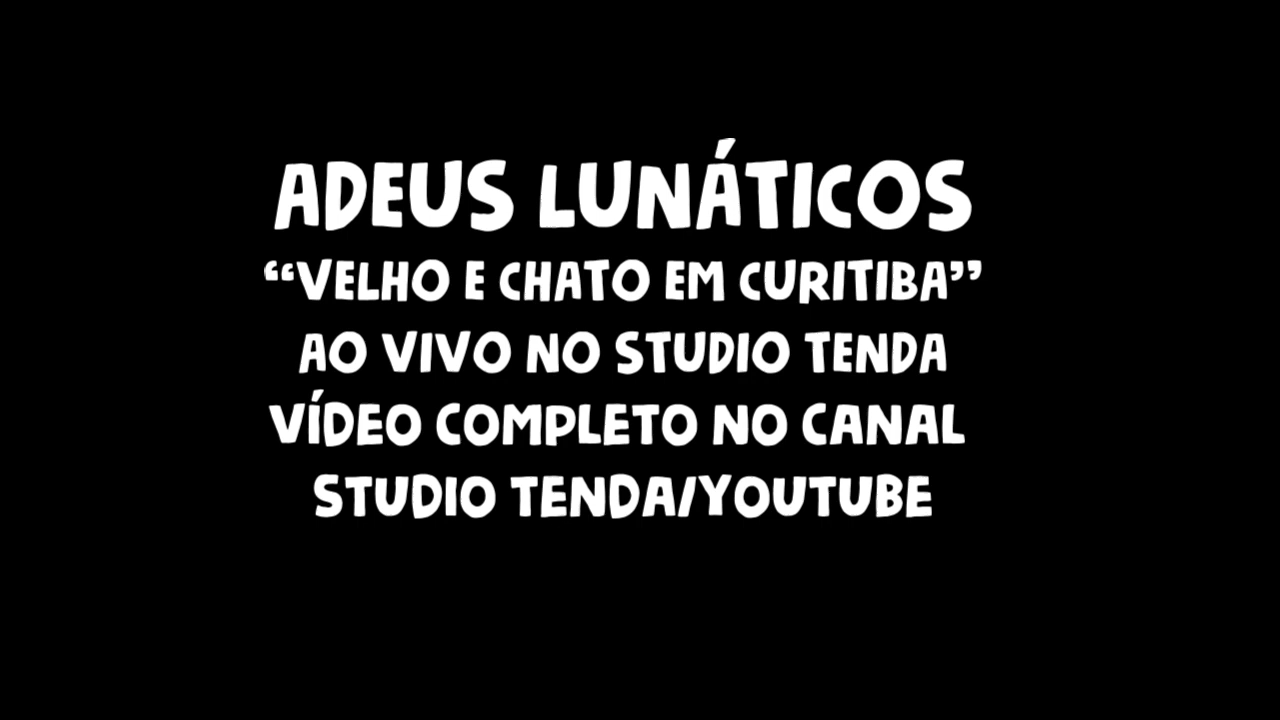 ADEUS LUNÁTICOS
“VELHO E CHATO EM CURITIBA”
AO VIVO NO STUDIO TENDA
VÍDEO COMPLETO NO CANAL
STUDIO TENDA/YOUTUBE